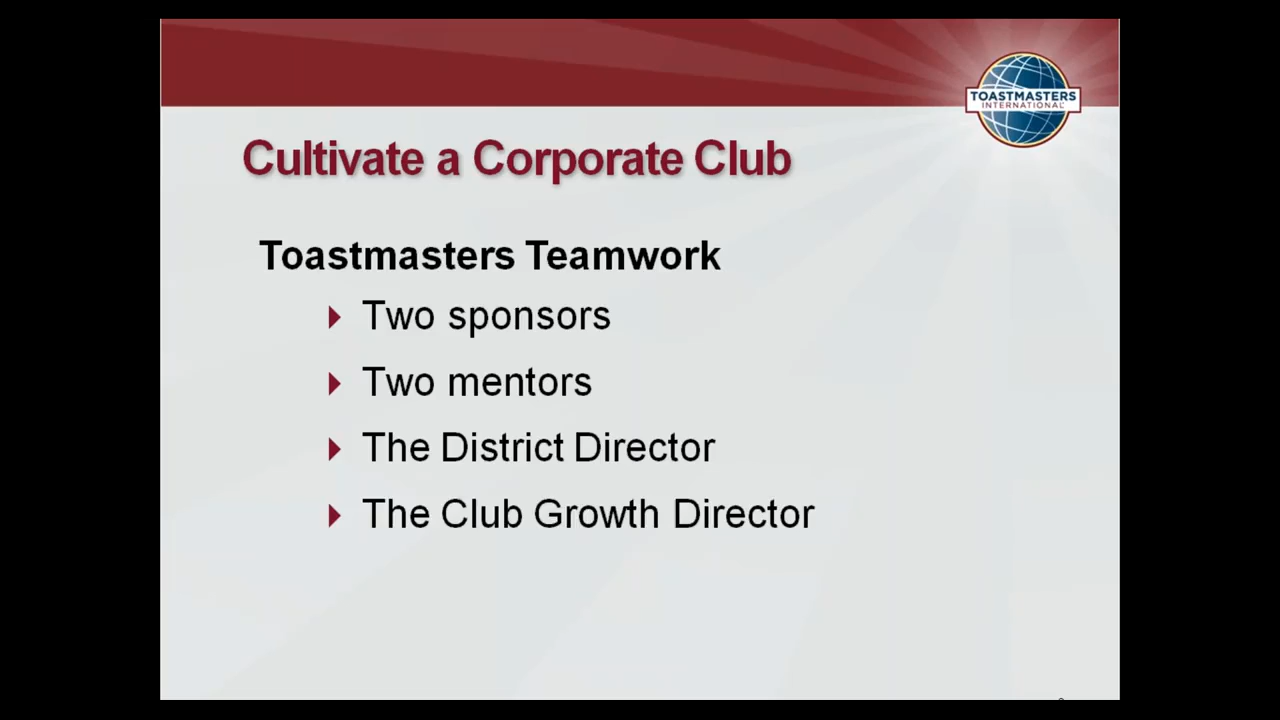 TOASTMASTERS
INTERNATIONAL
Cultivate a Corporate Club
Toastmasters Teamwork
Two sponsors
Two mentors
The District Director
The Club Growth Director